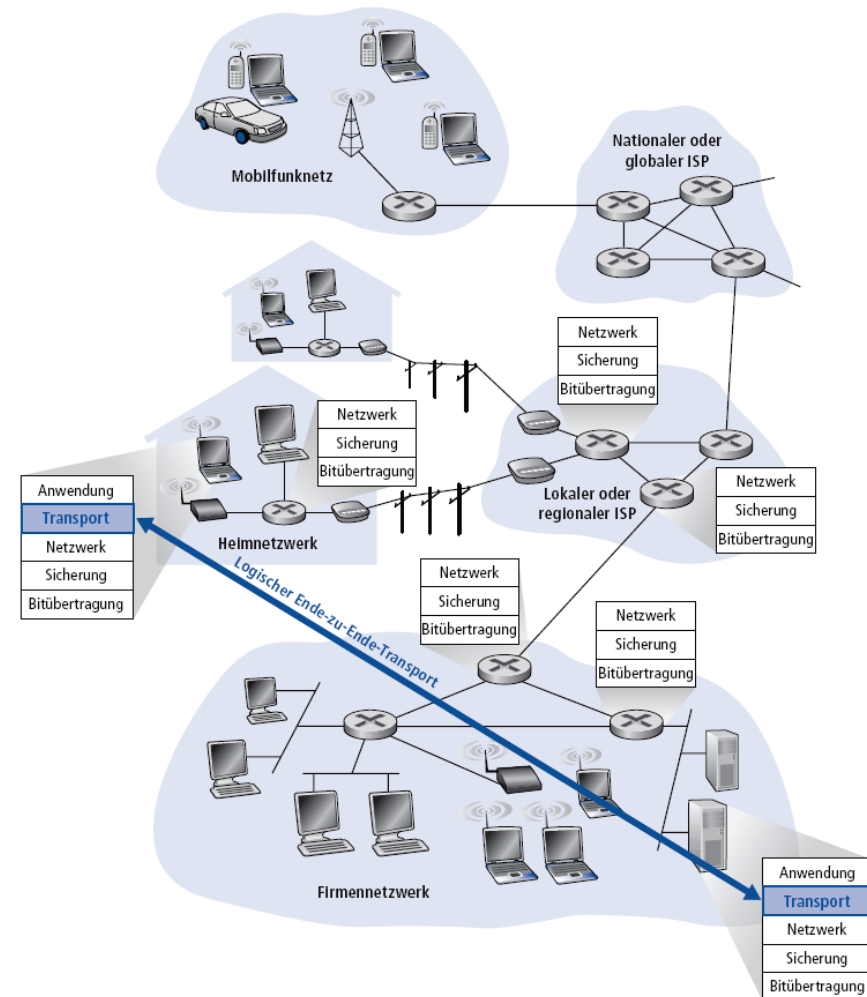 Mobilfunknetz
Nationaler oder
globaler ISP
Netzwerk
Sicherung
Bitübertragung
Netzwerk
Sicherung
Bitübertragung
Lokaler oder
regionaler ISP
Netzwerk
Sicherung
Bitübertragung
Anwendung
Transport
Netzwerk
Sicherung
Bitübertragung
Heimnetzwerk
Logischer Ende-zu-Ende-Transport
Netzwerk
Sicherung
Bitübertragung
Netzwerk
Sicherung
Bitübertragung
Firmennetzwerk
Anwendung
Transport
Netzwerk
Sicherung
Bitübertragung